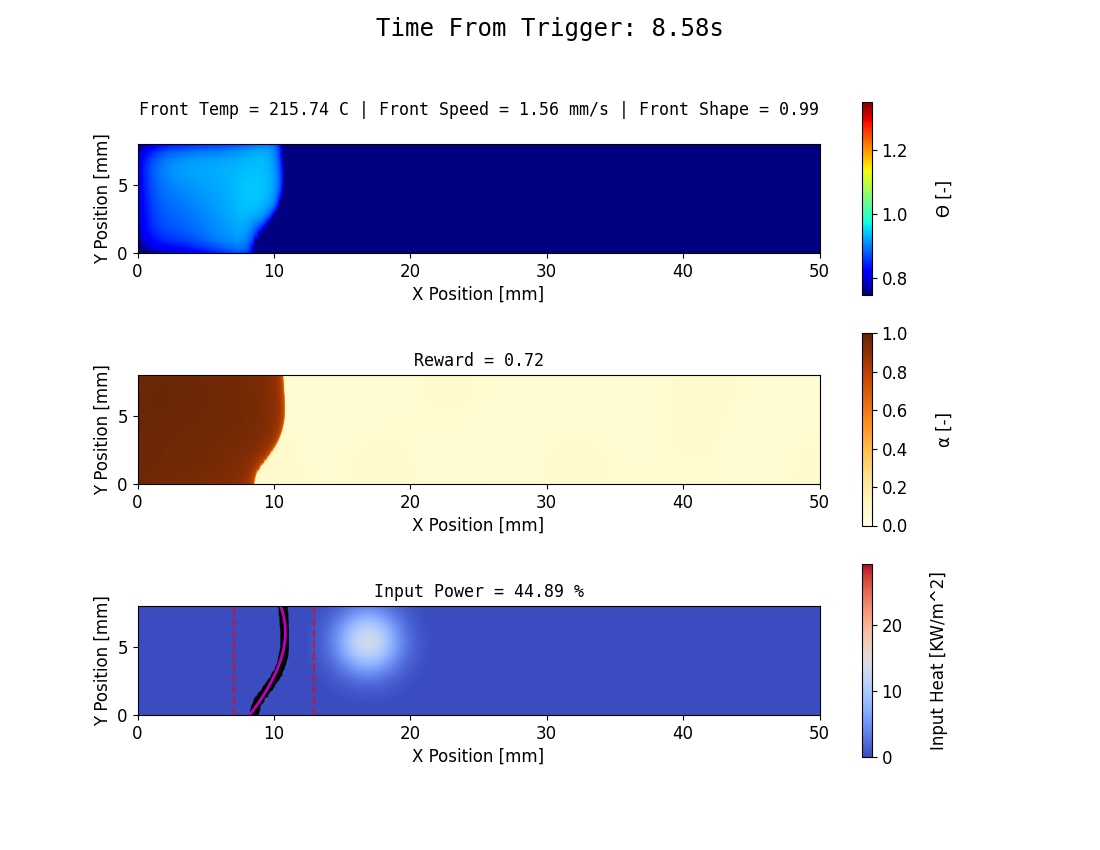 Time From Trigger: 8.58s
Front Temp = 215.74 C | Front Speed = 1.56 mm/s | Front Shape = 0.99
Y Position [mm]
5
0
0 10 20 30 40 50
X Position [mm]
1.2
1.0
0.8
Θ [-]
Reward = 0.72
Y Position [mm]
5
0
0 10 20 30 40 50
X Position [mm]
1.0
0.8
0.6
0.4
0.2
0.0
α [-]
Input Power = 44.89 %
Y Position [mm]
5
0
0 10 20 30 40 50
X Position [mm]
20
10
0
Input Heat [KW/m^2]